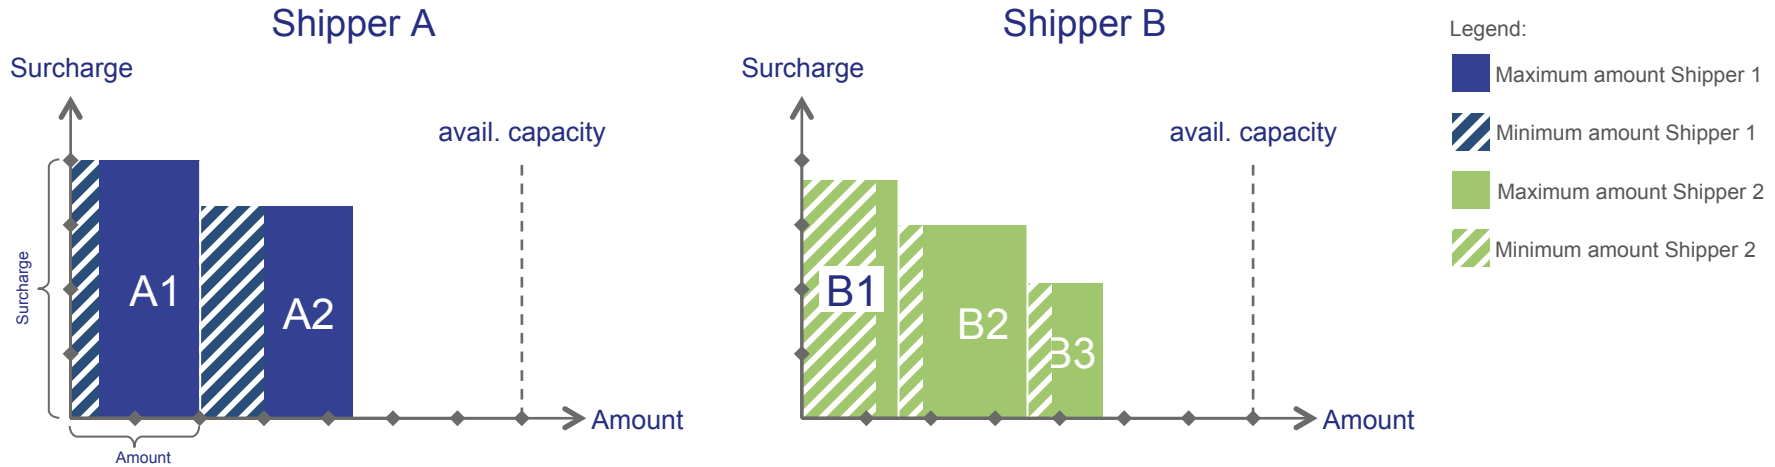 Shipper A
Surcharge
avail. capacity
A1
A2
Surcharge
Amount
Amount
Shipper B
Surcharge
avail. capacity
B1
B2
B3
Amount
Legend:
Maximum amount Shipper 1
Minimum amount Shipper 1
Maximum amount Shipper 2
Minimum amount Shipper 2